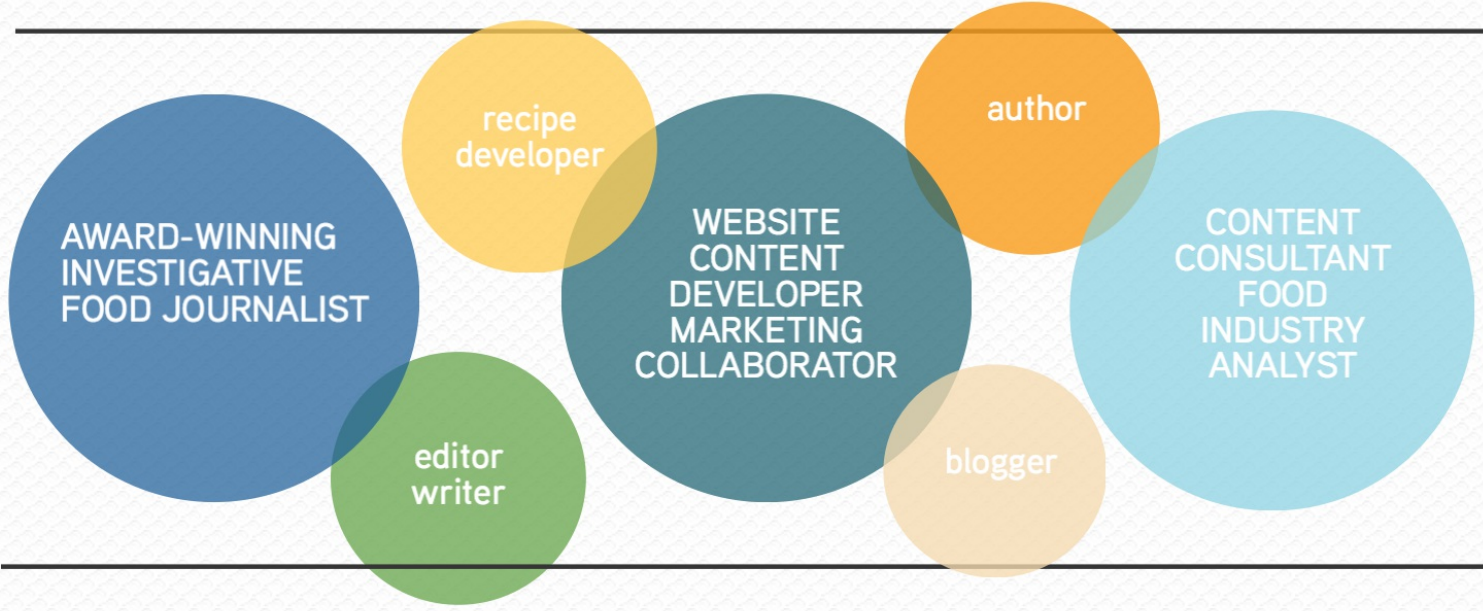 AWARD-WINNING
INVESTIGATIVE
FOOD JOURNALIST
recipe
developer
editor
writer
WEBSITE
CONTENT
DEVELOPER
MARKETING
COLLABORATOR
author
blogger
CONTENT
CONSULTANT
FOOD
INDUSTRY
ANALYST